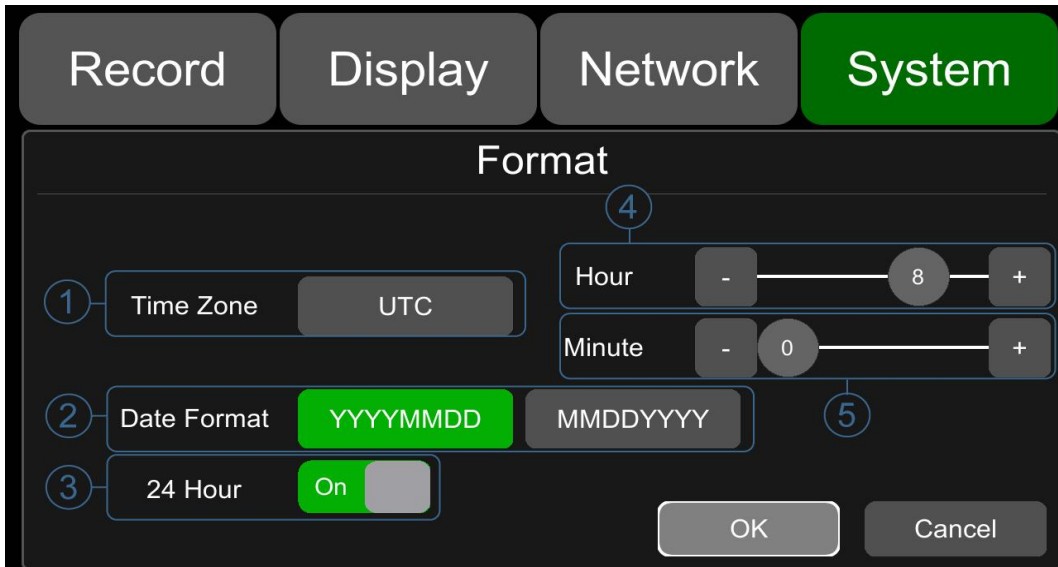 Record Display Network System
Format
4
Hour - 8 +
1 Time Zone UTC
Minute - 0 +
2 Date Format YYYYMMDD MMDDYYYY
5
3 24 Hour On
OK Cancel